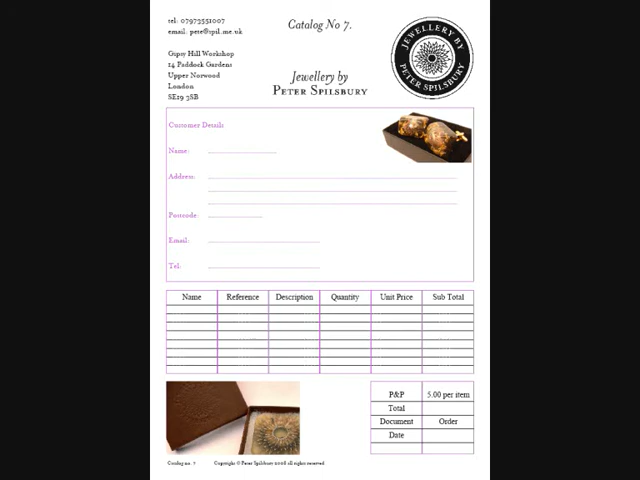 tel: 07973551007
email: pete@spil.me.uk
Gipsy Hill Workshop
14 Paddock Gardens
Upper Norwood
London
SE19 3SB
Catalog No 7.
Jewellery by
PETER SPILSBURY
JEWELLERY BY
PETER SPILSBURY
Customer Details
Name:
Address:
Postcode:
Email:
Tel:
Name Reference Description Quantity Unit Price Sub Total
P&P 5.00 per item
Total
Document Order
Date
Catalog no. 7 Copyright © Peter Spilsbury 2008 all rights reserved